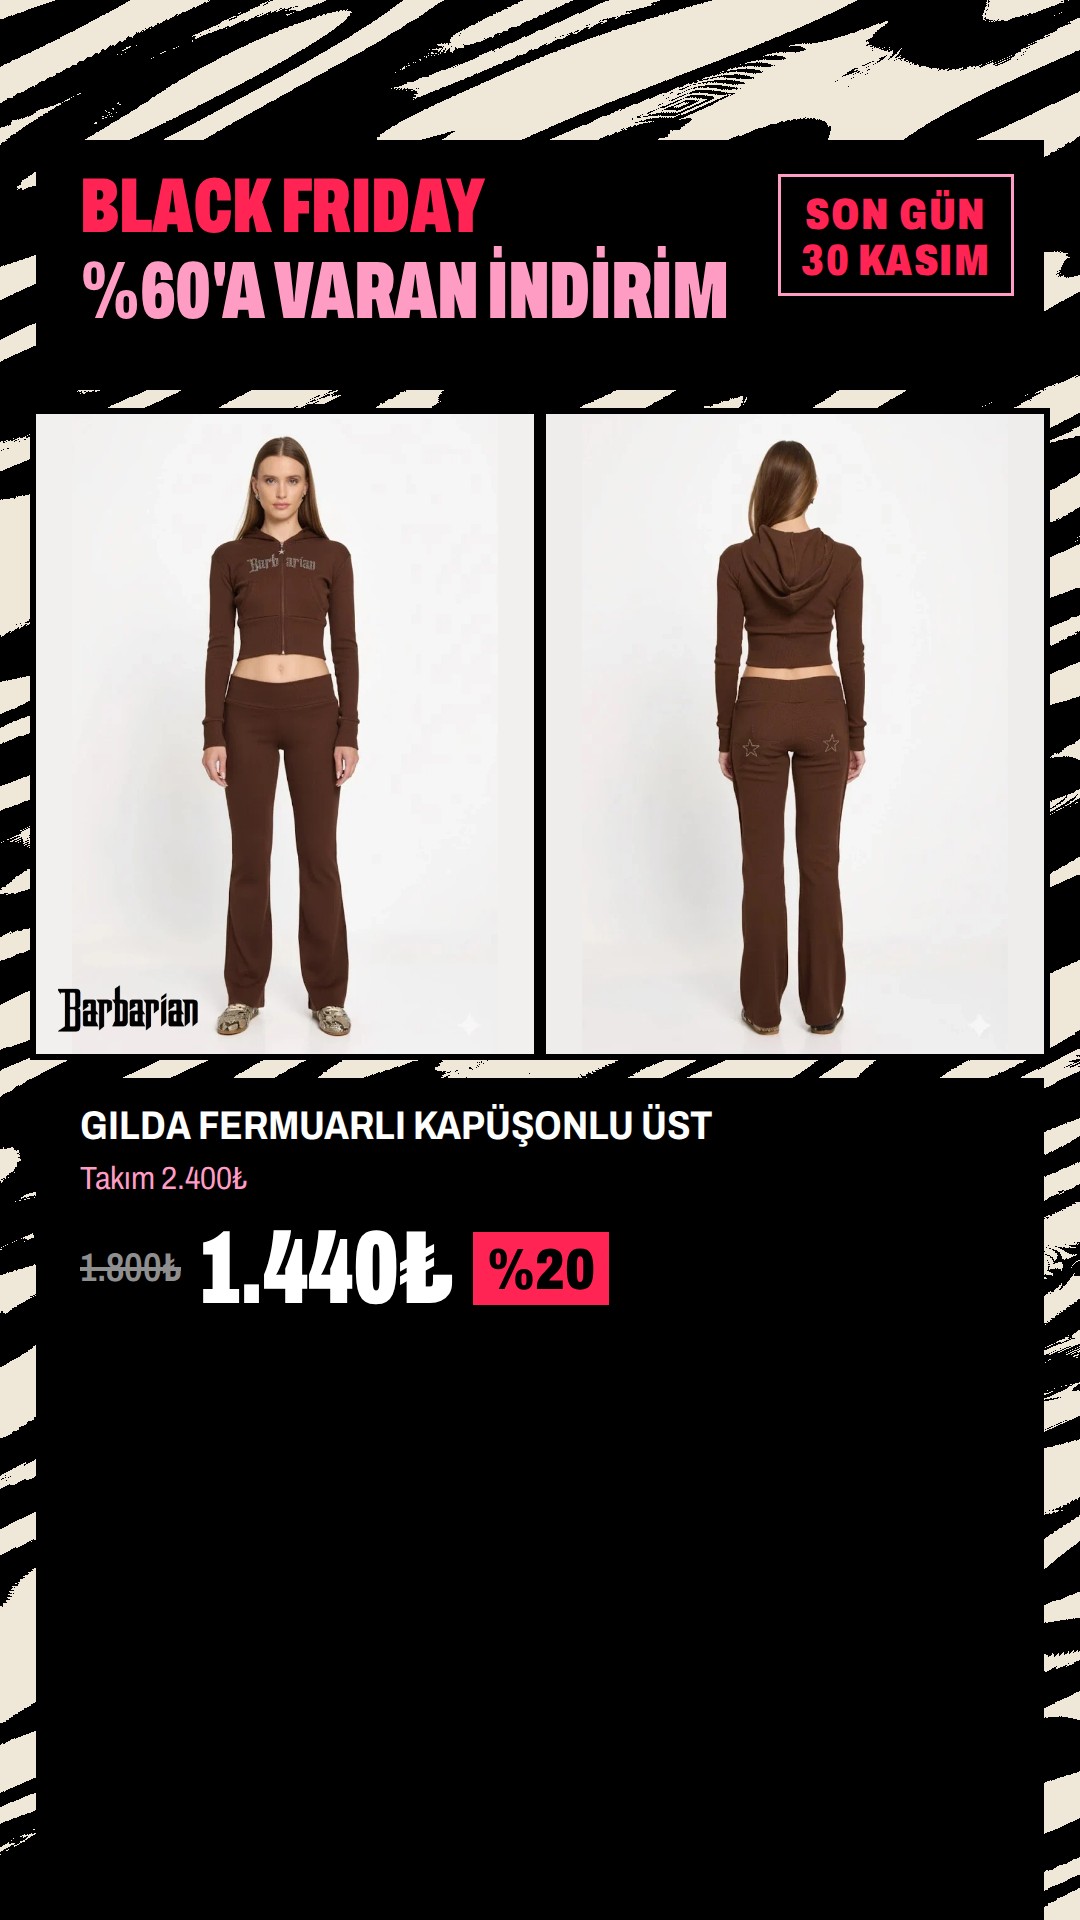 BLACK FRIDAY
%60'A VARAN İNDİRİM
SON GÜN
30 KASIM
Barbarian
Barbarian
GILDA FERMUARLI KAPÜŞONLU ÜST
Takım 2.400₺
1.800₺ 1.440₺ %20